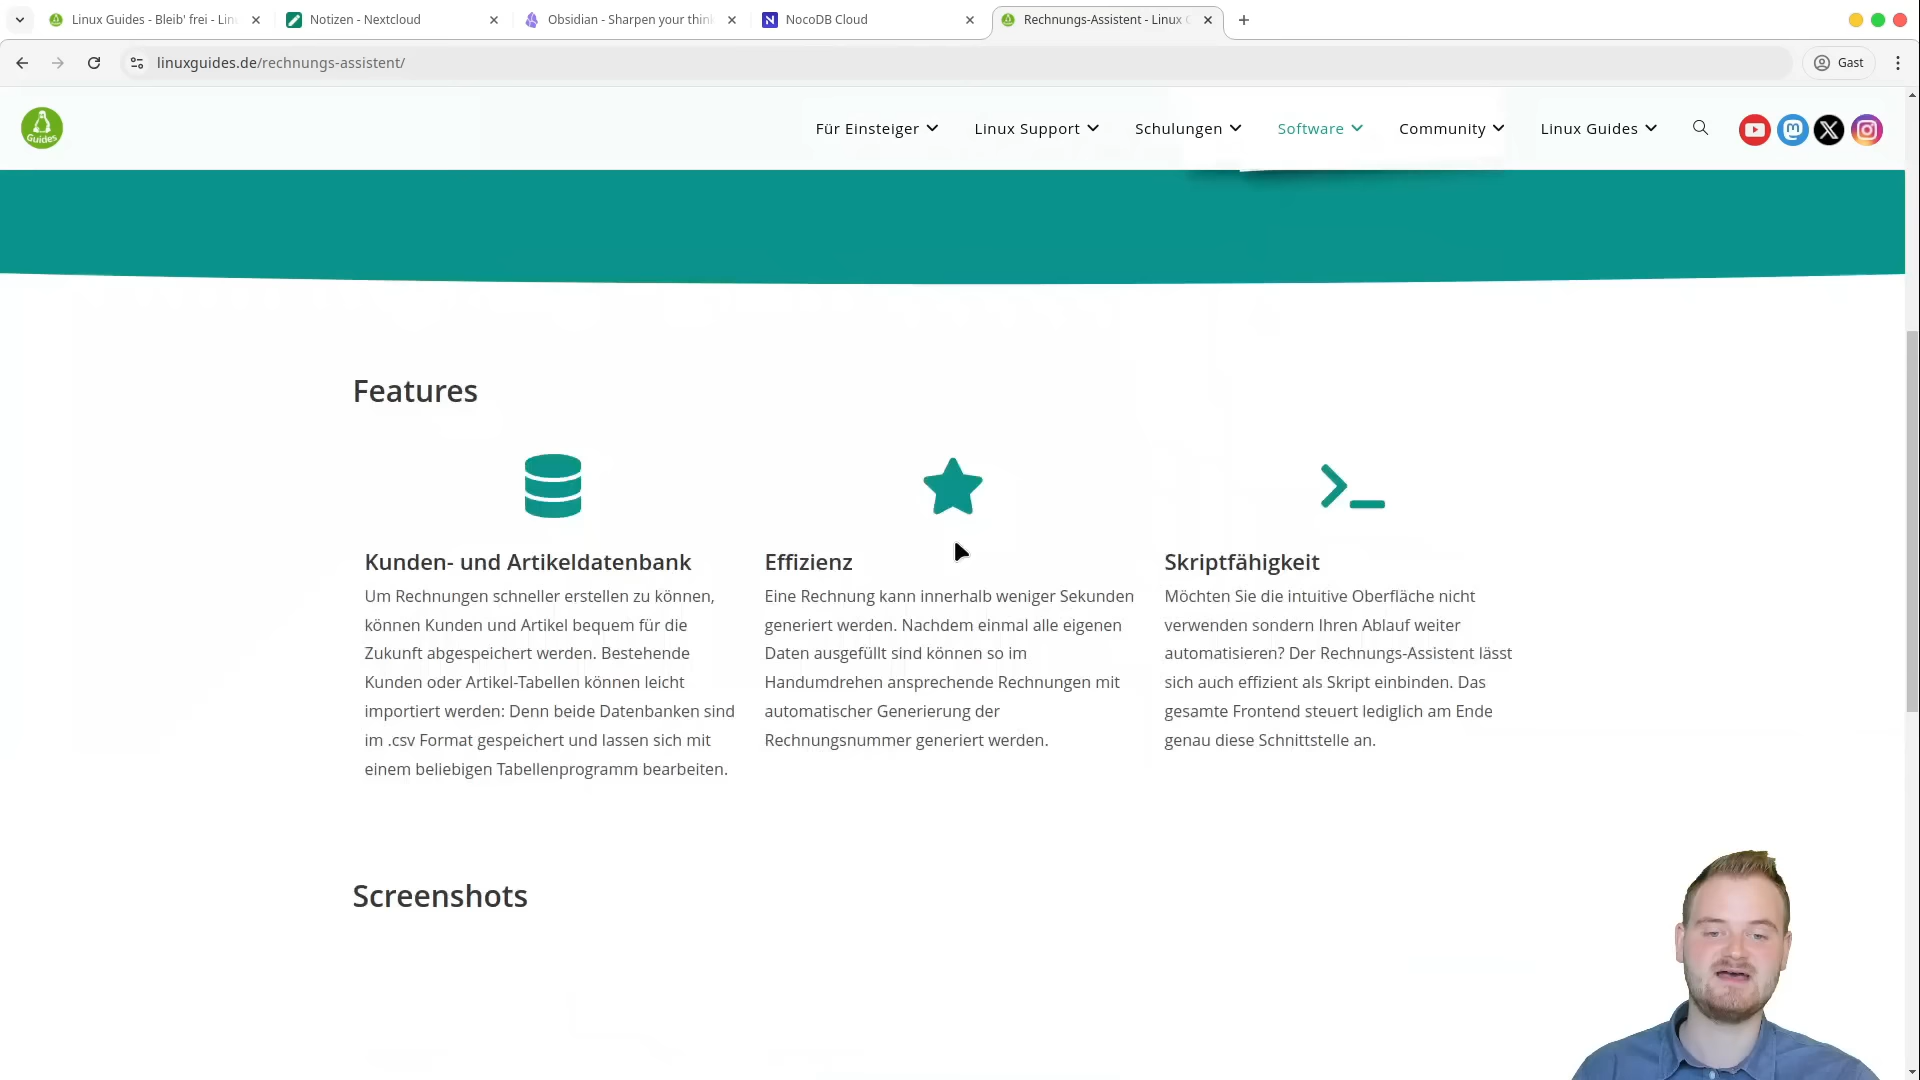 Linux Guides - Bleib' frei - Lin
Notizen - Nextcloud
Obsidian - Sharpen your think
NocoDB Cloud
Rechnungs-Assistent - Linux G
linuxguides.de/rechnungs-assistent/
Gast
Guides
Für Einsteiger
Linux Support
Schulungen
Software
Community
Linux Guides
Features
Kunden- und Artikeldatenbank
Um Rechnungen schneller erstellen zu können,
können Kunden und Artikel bequem für die
Zukunft abgespeichert werden. Bestehende
Kunden oder Artikel-Tabellen können leicht
importiert werden: Denn beide Datenbanken sind
im .csv Format gespeichert und lassen sich mit
einem beliebigen Tabellenprogramm bearbeiten.
Effizienz
Eine Rechnung kann innerhalb weniger Sekunden
generiert werden. Nachdem einmal alle eigenen
Daten ausgefüllt sind können so im
Handumdrehen ansprechende Rechnungen mit
automatischer Generierung der
Rechnungsnummer generiert werden.
Skriptfähigkeit
Möchten Sie die intuitive Oberfläche nicht
verwenden sondern Ihren Ablauf weiter
automatisieren? Der Rechnungs-Assistent lässt
sich auch effizient als Skript einbinden. Das
gesamte Frontend steuert lediglich am Ende
genau diese Schnittstelle an.
Screenshots